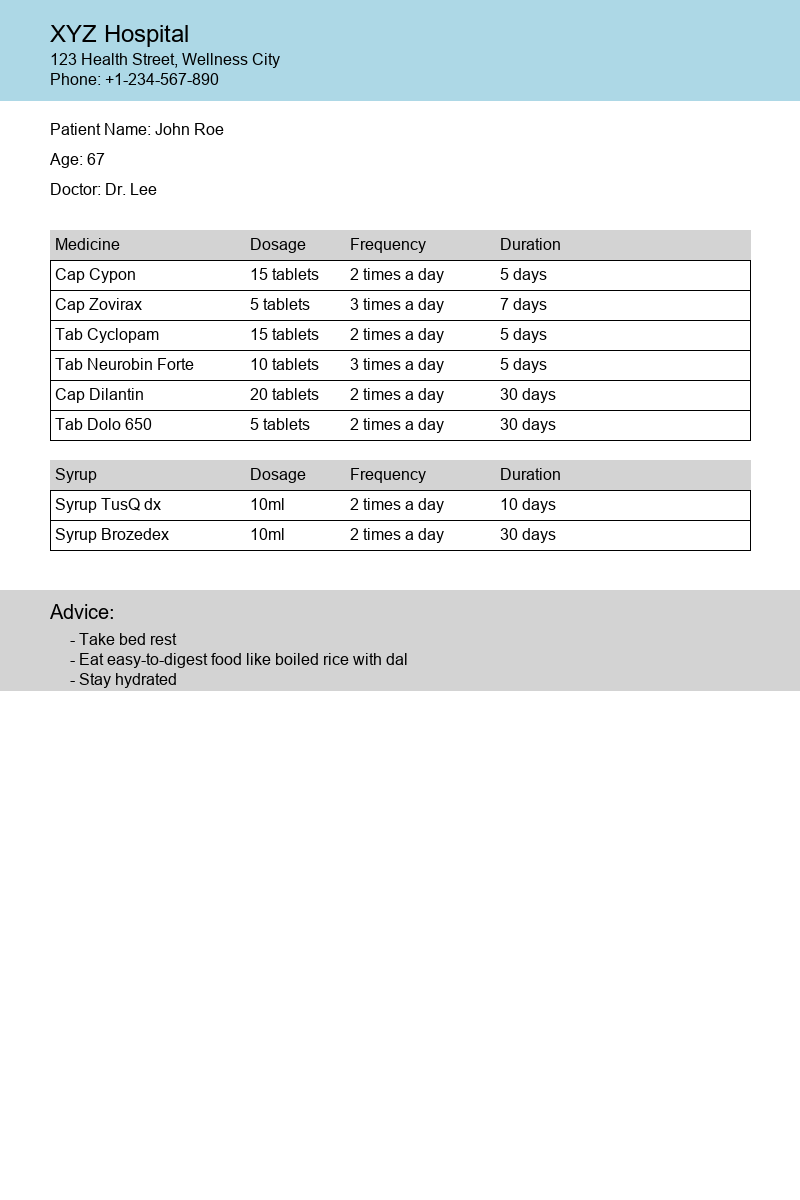 XYZ Hospital
123 Health Street, Wellness City
Phone: +1-234-567-890
Patient Name: John Roe
Age: 67
Doctor: Dr. Lee
Medicine Dosage Frequency Duration
Cap Cypon 15 tablets 2 times a day 5 days
Cap Zovirax 5 tablets 3 times a day 7 days
Tab Cyclopam 15 tablets 2 times a day 5 days
Tab Neurobin Forte 10 tablets 3 times a day 5 days
Cap Dilantin 20 tablets 2 times a day 30 days
Tab Dolo 650 5 tablets 2 times a day 30 days
Syrup Dosage Frequency Duration
Syrup TusQ dx 10ml 2 times a day 10 days
Syrup Brozedex 10ml 2 times a day 30 days
Advice:
- Take bed rest
- Eat easy-to-digest food like boiled rice with dal
- Stay hydrated